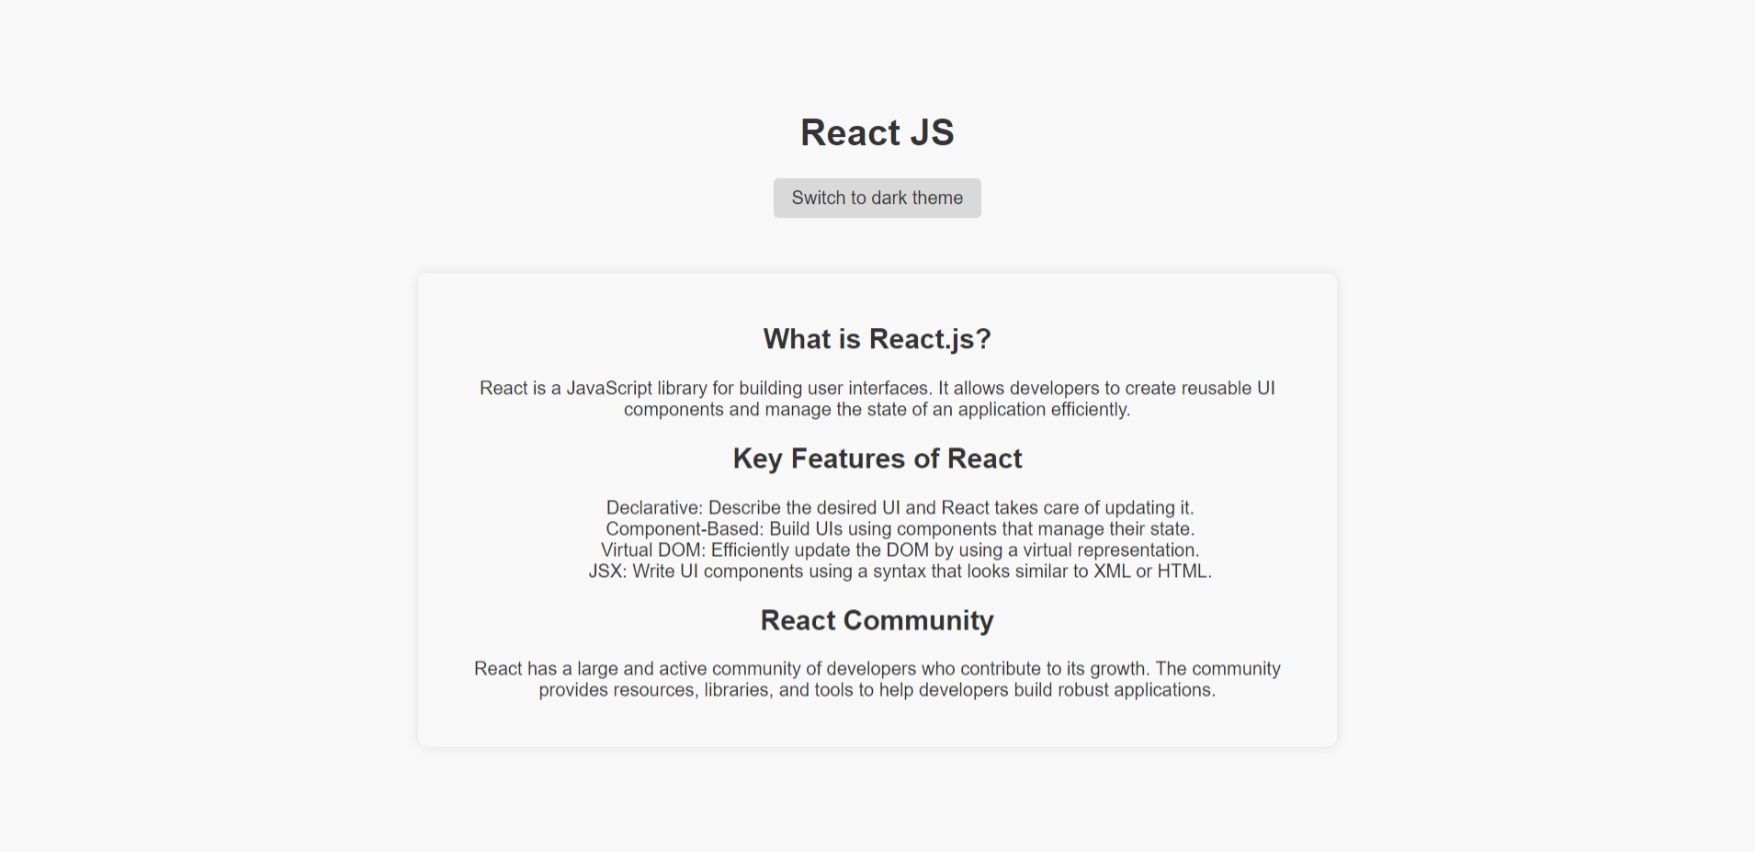 React JS
Switch to dark theme
What is React.js?
React is a JavaScript library for building user interfaces. It allows developers to create reusable UI
components and manage the state of an application efficiently.
Key Features of React
Declarative: Describe the desired UI and React takes care of updating it.
Component-Based: Build UIs using components that manage their state.
Virtual DOM: Efficiently update the DOM by using a virtual representation.
JSX: Write UI components using a syntax that looks similar to XML or HTML.
React Community
React has a large and active community of developers who contribute to its growth. The community
provides resources, libraries, and tools to help developers build robust applications.